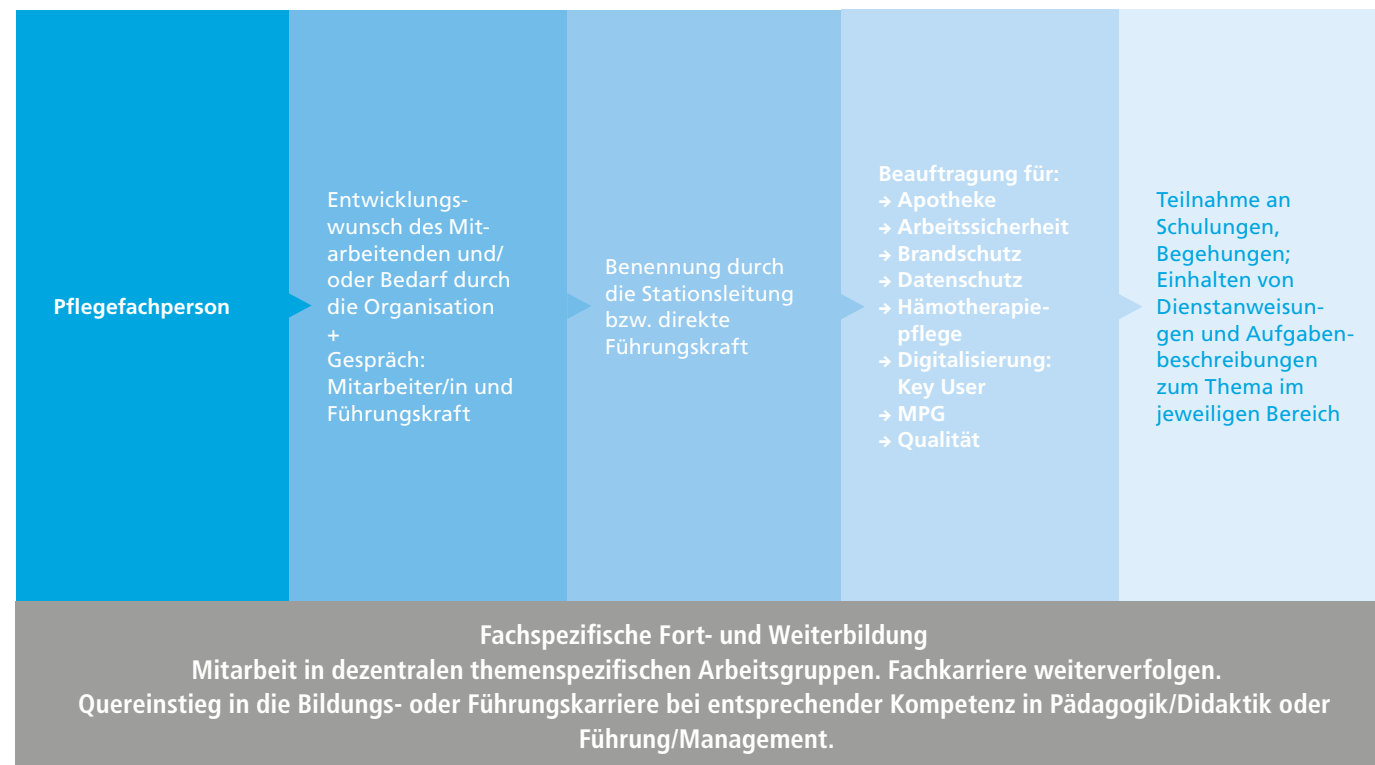 Pflegefachperson
Entwicklungs-
wunsch des Mit-
arbeitenden und/
oder Bedarf durch
die Organisation
+
Gespräch:
Mitarbeiter/in und
Führungskraft
Benennung durch
die Stationsleitung
bzw. direkte
Führungskraft
Beauftragung für:
→ Apotheke
→ Arbeitssicherheit
→ Brandschutz
→ Datenschutz
→ Hämotherapie-
pflege
→ Digitalisierung:
Key User
→ MPG
→ Qualität
Teilnahme an
Schulungen,
Begehungen;
Einhalten von
Dienstanweisun-
gen und Aufgaben-
beschreibungen
zum Thema im
jeweiligen Bereich
Fachspezifische Fort- und Weiterbildung
Mitarbeit in dezentralen themenspezifischen Arbeitsgruppen. Fachkarriere weiterverfolgen.
Quereinstieg in die Bildungs- oder Führungskarriere bei entsprechender Kompetenz in Pädagogik/Didaktik oder
Führung/Management.